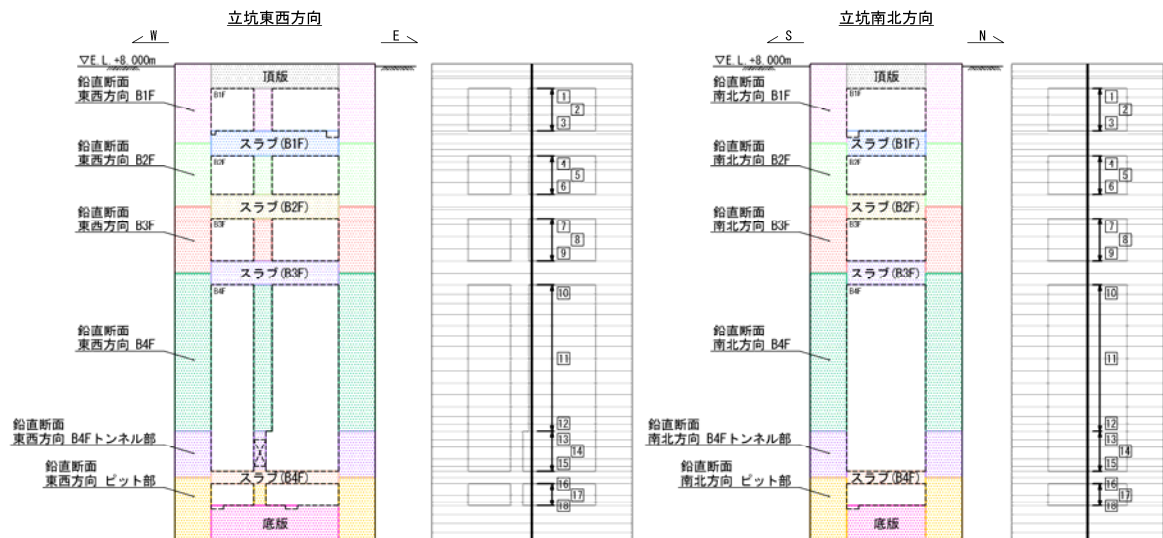 立坑東西方向
W
E
▽E.L.+8,000m
鉛直断面
東西方向 B1F
頂版
B1F
スラブ(B1F)
鉛直断面
東西方向 B2F
B2F
スラブ(B2F)
鉛直断面
東西方向 B3F
B3F
スラブ(B3F)
B4F
鉛直断面
東西方向 B4F
鉛直断面
東西方向 B4Fトンネル部
鉛直断面
東西方向 ピット部
スラブ(B4F)
底版
1
2
3
4
5
6
7
8
9
10
11
12
13
14
15
16
17
18
立坑南北方向
S
N
▽E.L.+8,000m
鉛直断面
南北方向 B1F
頂版
B1F
スラブ(B1F)
鉛直断面
南北方向 B2F
B2F
スラブ(B2F)
鉛直断面
南北方向 B3F
B3F
スラブ(B3F)
B4F
鉛直断面
南北方向 B4F
鉛直断面
南北方向 B4Fトンネル部
鉛直断面
南北方向 ピット部
スラブ(B4F)
底版
1
2
3
4
5
6
7
8
9
10
11
12
13
14
15
16
17
18